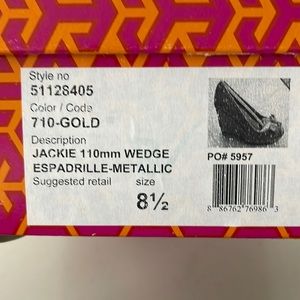 Style no
51128405
Color / Code
710-GOLD
Description
JACKIE 110mm WEDGE
ESPADRILLE-METALLIC
Suggested retail size
8½
PO# 5957
8 86762 76986 3